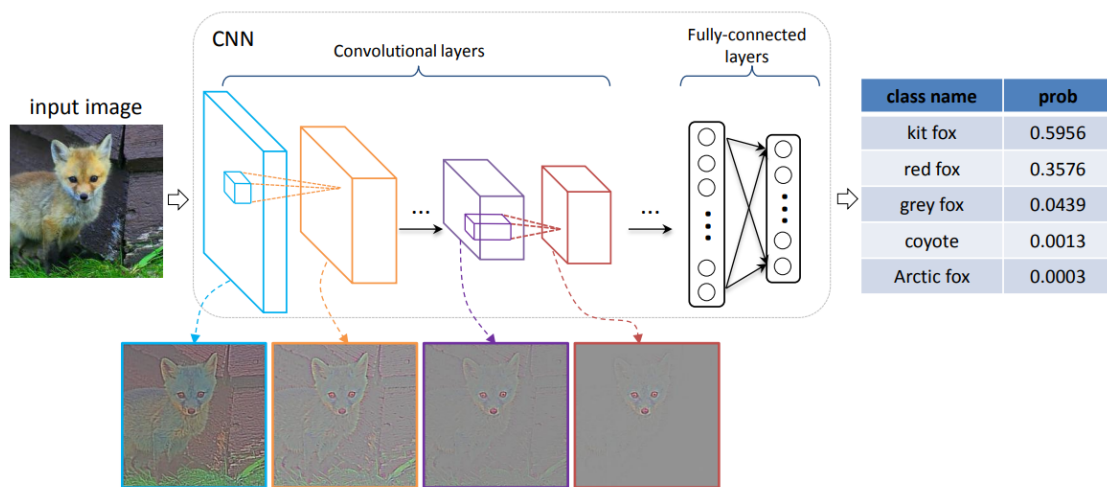 CNN
Convolutional layers
Fully-connected
layers
input image
...
...
class name prob
kit fox 0.5956
red fox 0.3576
grey fox 0.0439
coyote 0.0013
Arctic fox 0.0003